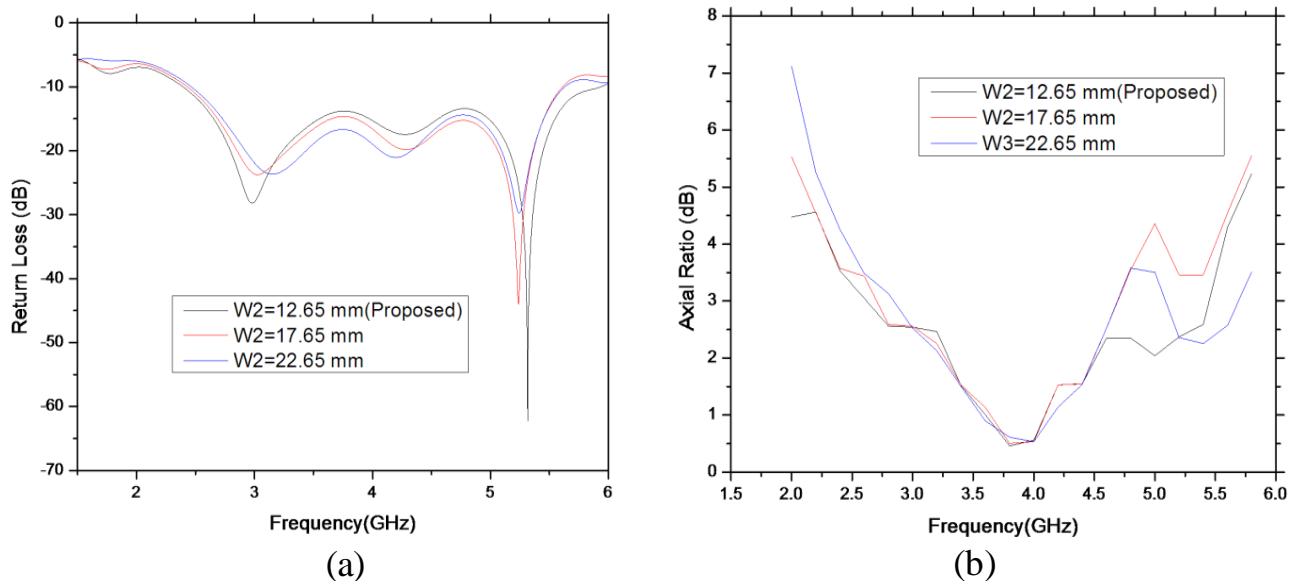 0
-10
-20
-30
-40
-50
-60
-70
Return Loss (dB)
W2=12.65 mm(Proposed)
W2=17.65 mm
W2=22.65 mm
2
3
4
5
6
Frequency(GHz)
(a)
8
7
6
5
4
3
2
1
0
Axial Ratio (dB)
W2=12.65 mm(Proposed)
W2=17.65 mm
W3=22.65 mm
1.5
2.0
2.5
3.0
3.5
4.0
4.5
5.0
5.5
6.0
Frequency(GHz)
(b)